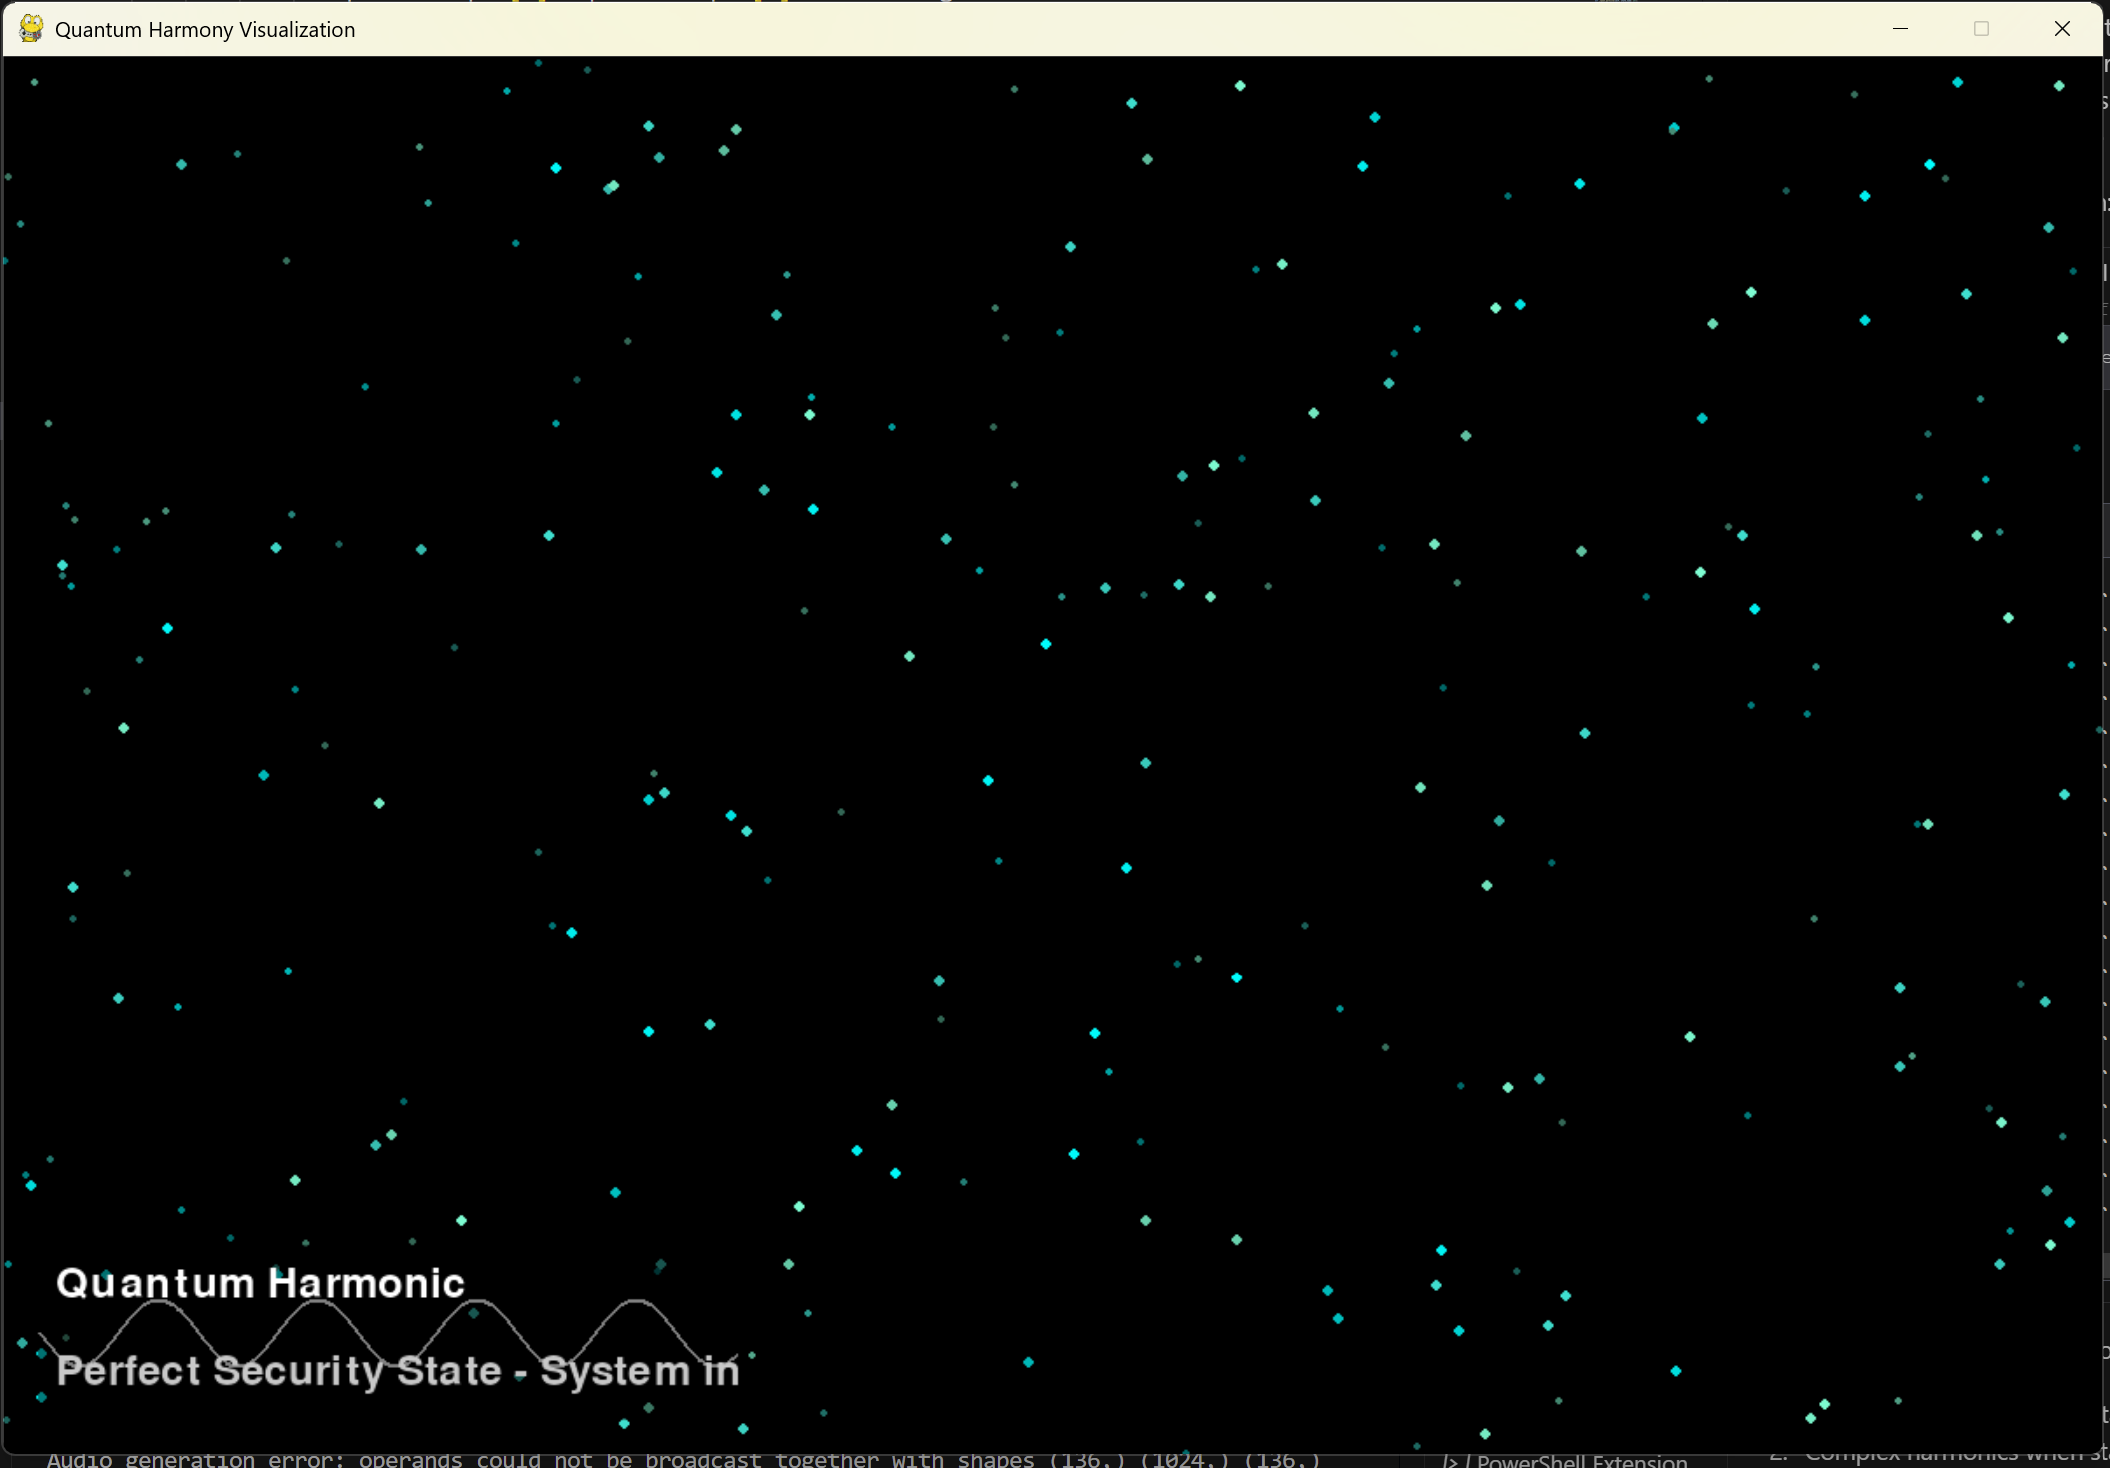 Quantum Harmony Visualization
Quantum Harmonic
Perfect Security State - System in
Audio generation error: operands could not be broadcast together with shapes (136,) (1024,) (136,)
PowerShell Extension
2. Complex harmonics when st